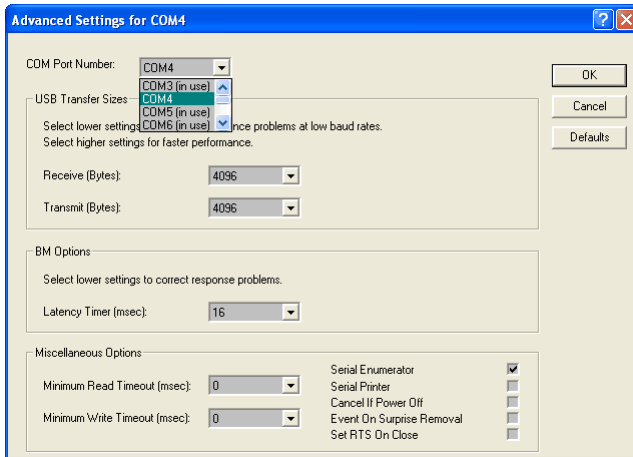 Advanced Settings for COM4
COM Port Number:
COM4
OK
COM3 (in use)
COM4
COM5 (in use)
COM6 (in use)
Cancel
Defaults
USB Transfer Sizes
Select lower settings nce problems at low baud rates.
Select higher settings for faster performance.
Receive (Bytes):
4096
Transmit (Bytes):
4096
BM Options
Select lower settings to correct response problems.
Latency Timer (msec):
16
Miscellaneous Options
Minimum Read Timeout (msec):
0
Minimum Write Timeout (msec):
0
Serial Enumerator
Serial Printer
Cancel If Power Off
Event On Surprise Removal
Set RTS On Close